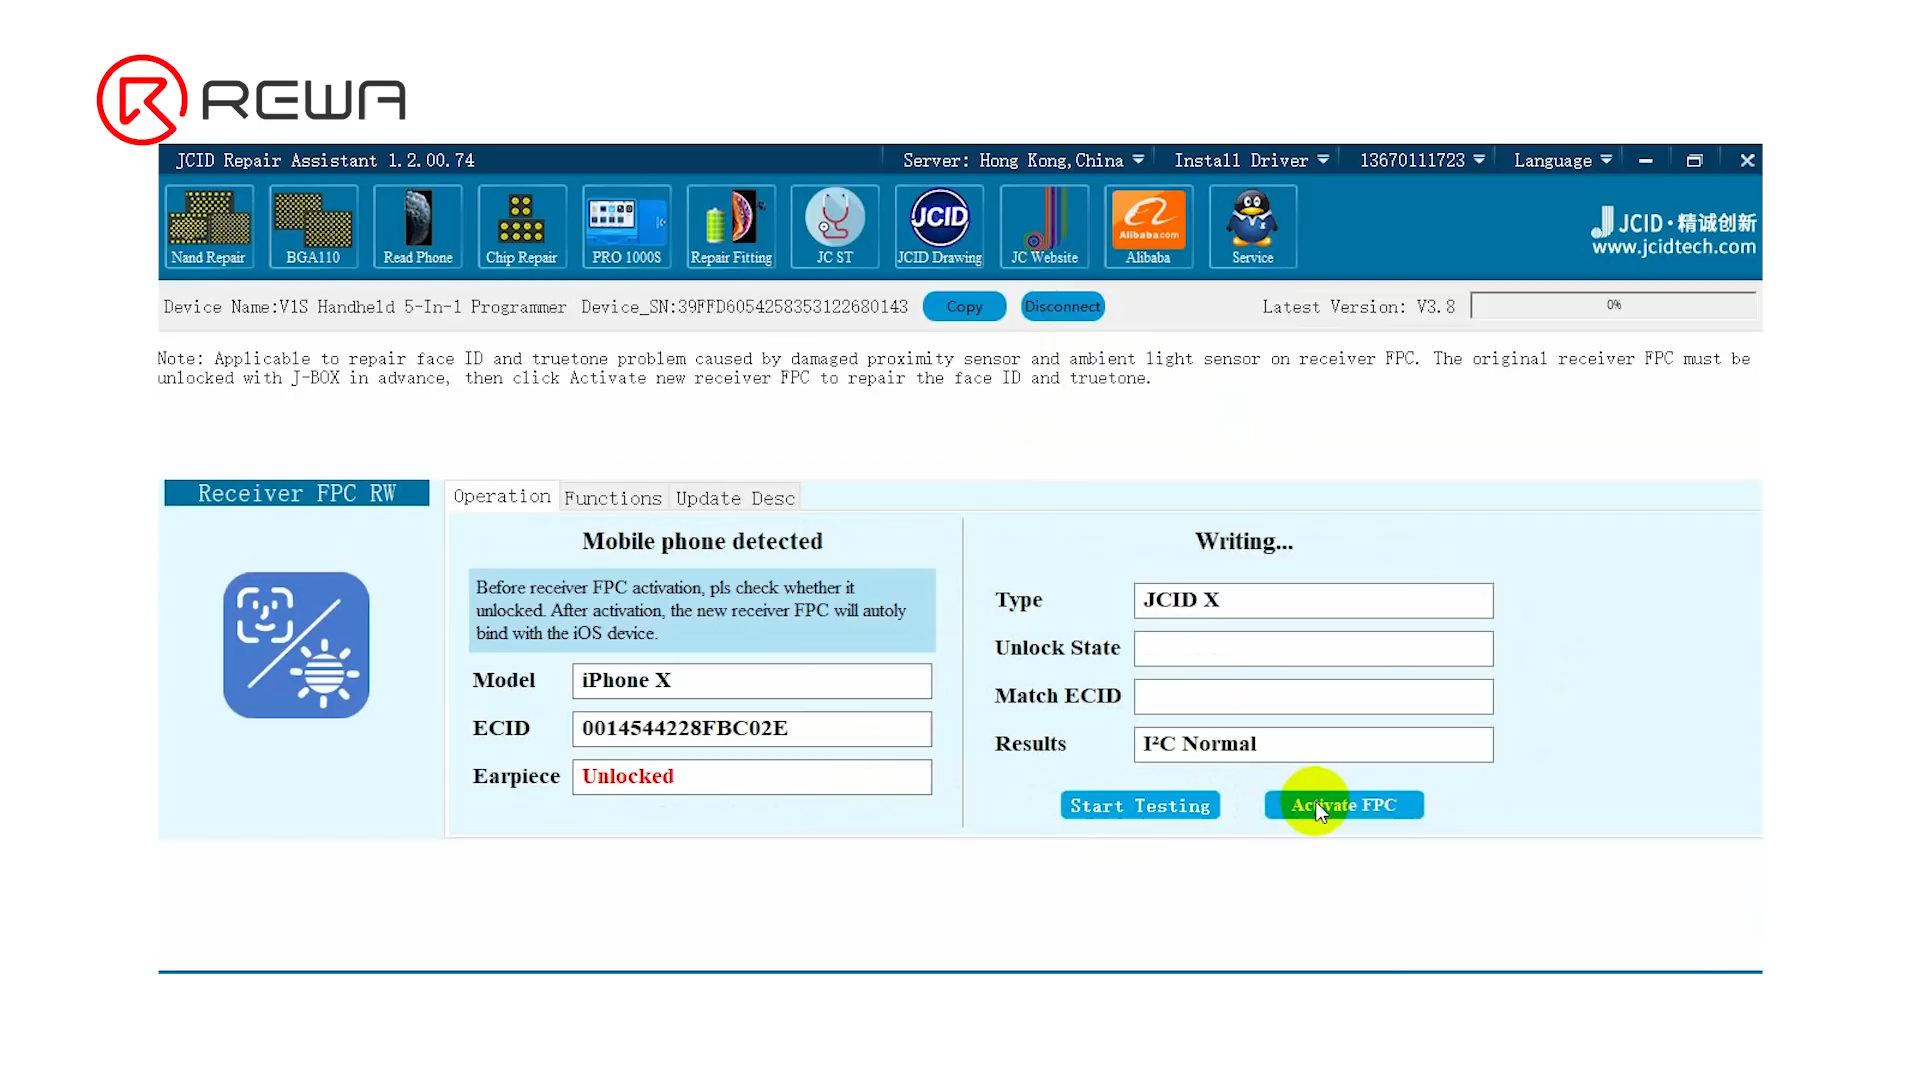 REWA
JCID Repair Assistant 1.2.00.74
Server: Hong Kong,China
Install Driver
13670111723
Language
Nand Repair
BGA110
Read Phone
Chip Repair
PRO 1000S
Repair Fitting
JC ST
JCID
JCID Drawing
JC Website
Alibaba.com
Alibaba
Service
JCID·精诚创新
www.jcidtech.com
Device Name:V1S Handheld 5-In-1 Programmer Device_SN:39FFD6054258353122680143
Copy
Disconnect
Latest Version: V3.8
0%
Note: Applicable to repair face ID and truetone problem caused by damaged proximity sensor and ambient light sensor on receiver FPC. The original receiver FPC must be
unlocked with J-BOX in advance, then click Activate new receiver FPC to repair the face ID and truetone.
Receiver FPC RW
Operation
Functions
Update Desc
Mobile phone detected
Before receiver FPC activation, pls check whether it
unlocked. After activation, the new receiver FPC will autoly
bind with the iOS device.
Model
iPhone X
ECID
0014544228FBC02E
Earpiece
Unlocked
Writing...
Type
JCID X
Unlock State
Match ECID
Results
I²C Normal
Start Testing
Activate FPC